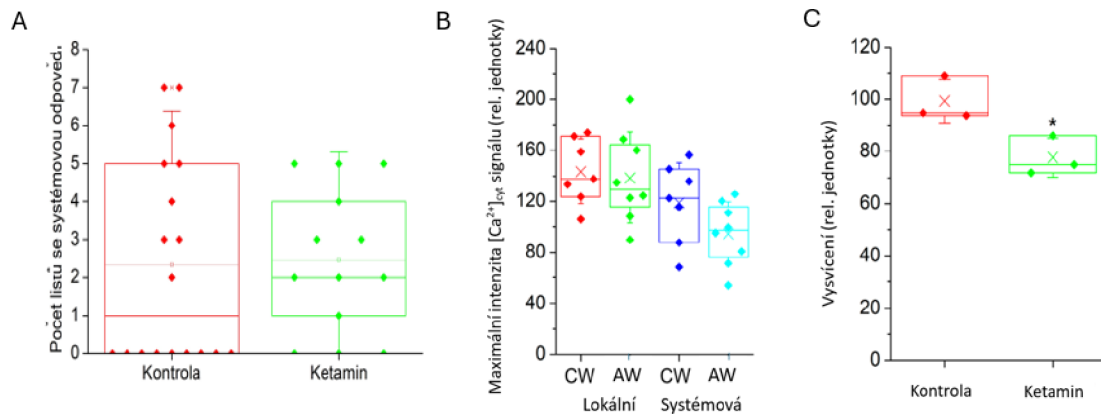 A
Počet listů se systémovou odpověd.
8
7
6
5
4
3
2
1
0
Kontrola Ketamin
B
Maximální intenzita [Ca²⁺]cyt signálu (rel. jednotky)
240
200
160
120
80
40
0
CW AW CW AW
Lokální Systémová
C
Vysvícení (rel. jednotky)
120
100
80
60
40
20
0
*
Kontrola Ketamin